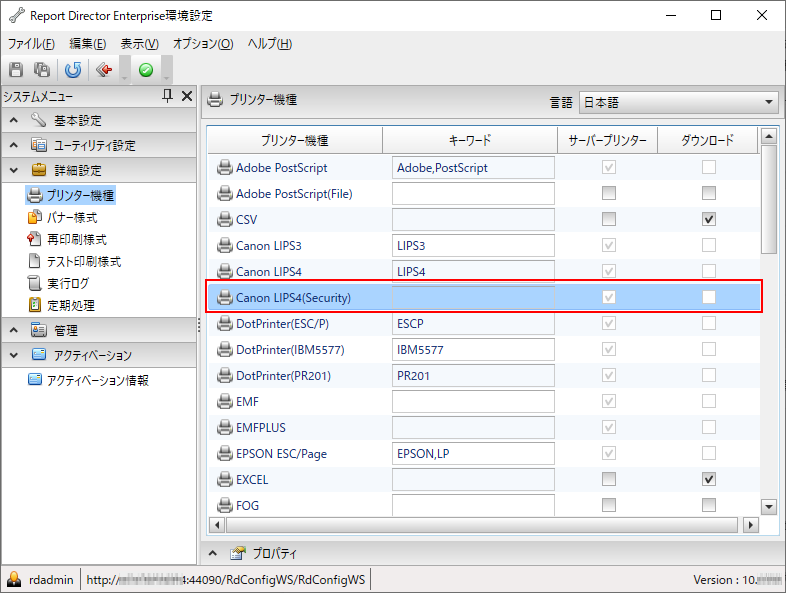 Report Director Enterprise環境設定
ファイル(F) 編集(E) 表示(V) オプション(O) ヘルプ(H)
システムメニュー
基本設定
ユーティリティ設定
詳細設定
プリンター機種
バナー様式
再印刷様式
テスト印刷様式
実行ログ
定期処理
管理
アクティベーション
アクティベーション情報
プリンター機種 言語 日本語
プリンター機種 キーワード サーバープリンター ダウンロード
Adobe PostScript Adobe,PostScript
Adobe PostScript(File)
CSV
Canon LIPS3 LIPS3
Canon LIPS4 LIPS4
Canon LIPS4(Security)
DotPrinter(ESC/P) ESCP
DotPrinter(IBM5577) IBM5577
DotPrinter(PR201) PR201
EMF
EMFPLUS
EPSON ESC/Page EPSON,LP
EXCEL
FOG
プロパティ
rdadmin http:/ :44090/RdConfigWS/RdConfigWS Version : 10.